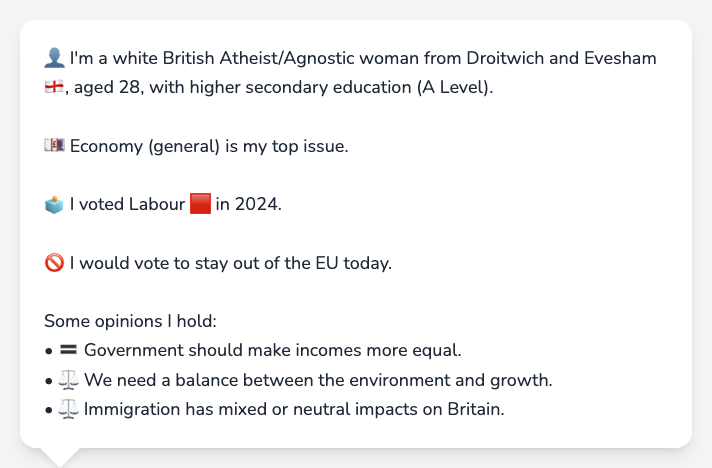 👤 I'm a white British Atheist/Agnostic woman from Droitwich and Evesham
🏴󠁧󠁢󠁥󠁮󠁧󠁿, aged 28, with higher secondary education (A Level).
💷 Economy (general) is my top issue.
🗳️ I voted Labour 🟥 in 2024.
🚫 I would vote to stay out of the EU today.
Some opinions I hold:
• 🟰 Government should make incomes more equal.
• ⚖️ We need a balance between the environment and growth.
• ⚖️ Immigration has mixed or neutral impacts on Britain.